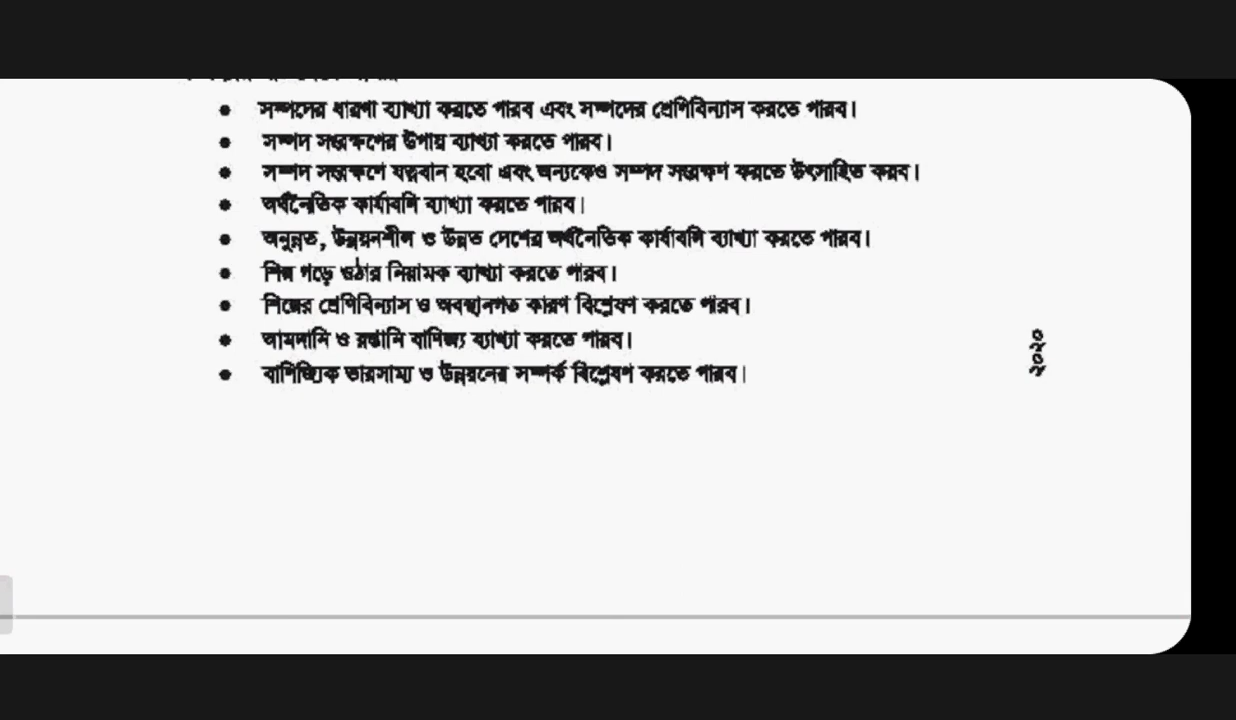 ● সম্পদের ধারণা ব্যাখ্যা করতে পারব এবং সম্পদের শ্রেণিবিন্যাস করতে পারব।
● সম্পদ সংরক্ষণের উপায় ব্যাখ্যা করতে পারব।
● সম্পদ সংরক্ষণে যত্নবান হবো এবং অন্যকেও সম্পদ সংরক্ষণ করতে উৎসাহিত করব।
● অর্থনৈতিক কার্যাবলি ব্যাখ্যা করতে পারব।
● অনুন্নত, উন্নয়নশীল ও উন্নত দেশের অর্থনৈতিক কার্যাবলি ব্যাখ্যা করতে পারব।
● শিল্প গড়ে ওঠার নিয়ামক ব্যাখ্যা করতে পারব।
● শিল্পের শ্রেণিবিন্যাস ও অবস্থানগত কারণ বিশ্লেষণ করতে পারব।
● আমদানি ও রপ্তানি বাণিজ্য ব্যাখ্যা করতে পারব।
● বাণিজ্যিক ভারসাম্য ও উন্নয়নের সম্পর্ক বিশ্লেষণ করতে পারব।
২০২০